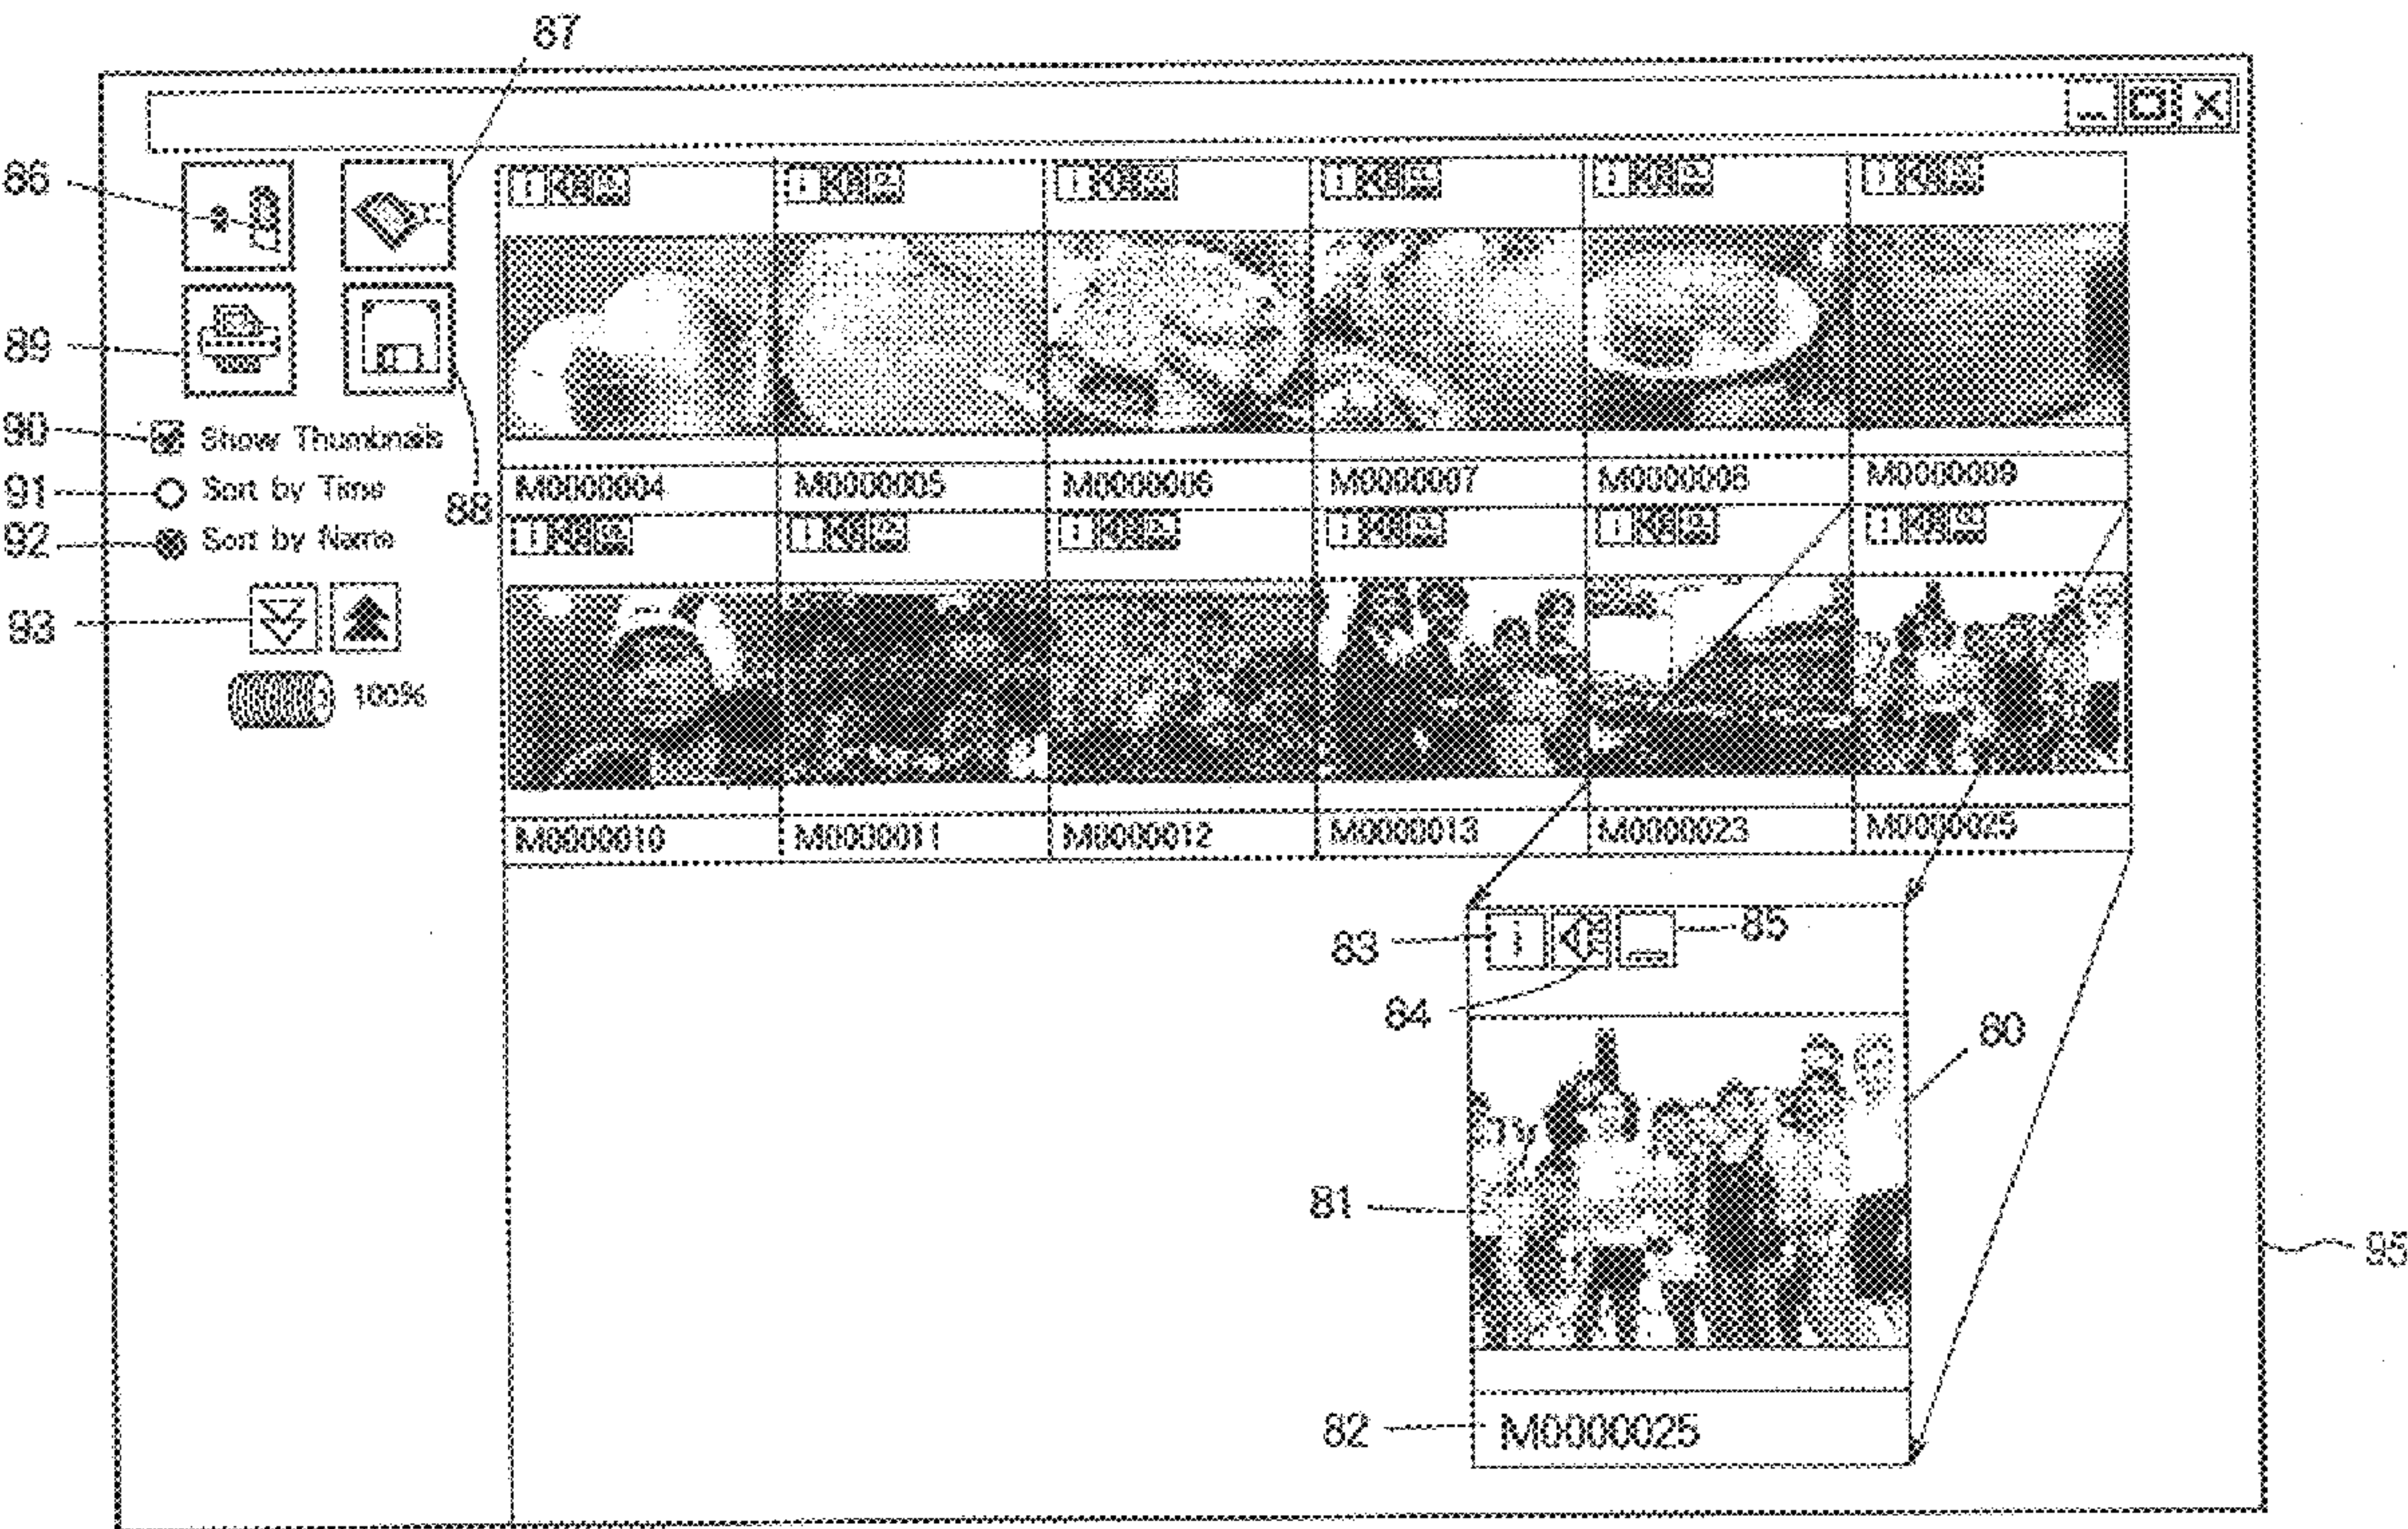 87
86
89
90 Show Thumbnails
91 Sort by Time
88
92 Sort by Name
93
100%
M0000004 M0000005 M0000006 M0000007 M0000008 M0000009
M0000010 M0000011 M0000012 M0000013 M0000023 M0000025
83
85
84
80
81
95
82
M0000025